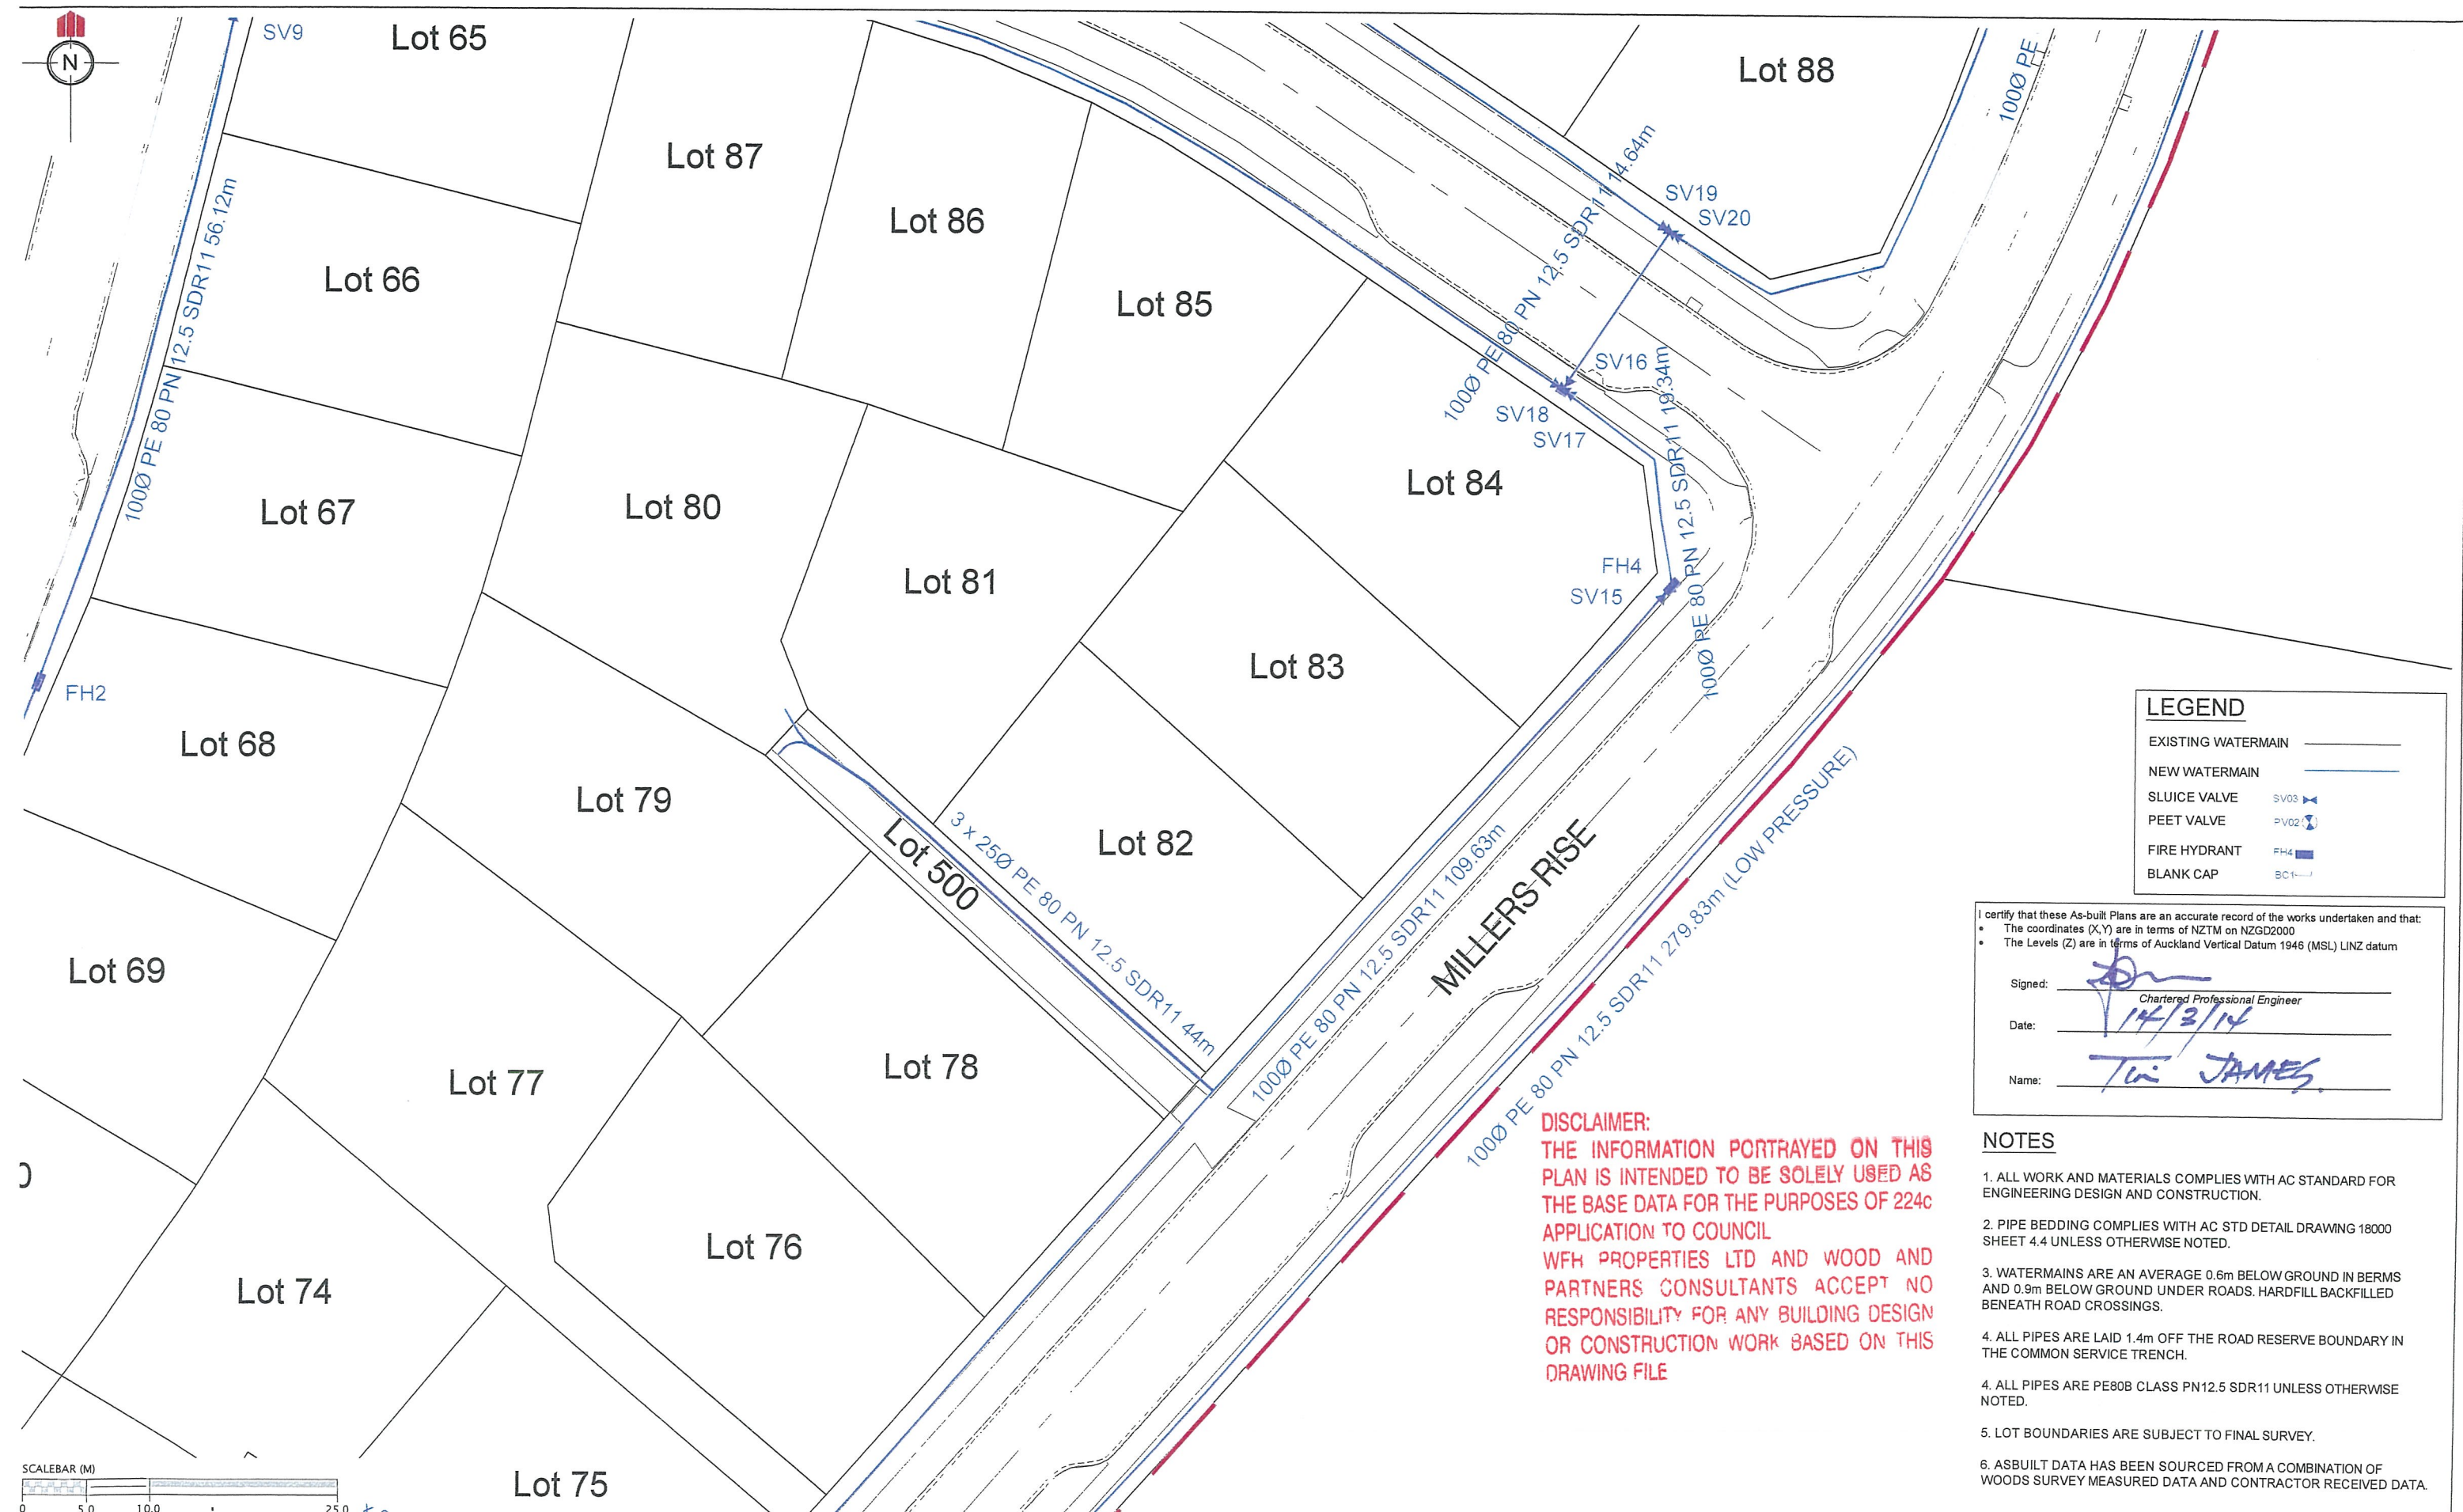 N
SV9
Lot 65
Lot 88
100Ø PE
Lot 87
Lot 86
Lot 85
Lot 66
100Ø PE 80 PN 12.5 SDR11 56.12m
100Ø PE 80 PN 12.5 SDR11 14.64m
SV19
SV20
SV16
SV18
SV17
100Ø PE 80 PN 12.5 SDR11 19.34m
Lot 84
Lot 67
Lot 80
Lot 81
FH4
SV15
Lot 83
FH2
Lot 68
Lot 79
Lot 500
3 x 25Ø PE 80 PN 12.5 SDR11 44m
Lot 82
100Ø PE 80 PN 12.5 SDR11 109.63m
MILLERS RISE
100Ø PE 80 PN 12.5 SDR11 279.83m (LOW PRESSURE)
Lot 69
Lot 77
Lot 78
Lot 76
Lot 74
Lot 75
LEGEND
EXISTING WATERMAIN
NEW WATERMAIN
SLUICE VALVE SV03
PEET VALVE PV02
FIRE HYDRANT FH4
BLANK CAP BC1
I certify that these As-built Plans are an accurate record of the works undertaken and that:
• The coordinates (X,Y) are in terms of NZTM on NZGD2000
• The Levels (Z) are in terms of Auckland Vertical Datum 1946 (MSL) LINZ datum
Signed:
Chartered Professional Engineer
Date: 14/3/14
Name: Tim JAMES.
DISCLAIMER:
THE INFORMATION PORTRAYED ON THIS
PLAN IS INTENDED TO BE SOLELY USED AS
THE BASE DATA FOR THE PURPOSES OF 224c
APPLICATION TO COUNCIL
WFH PROPERTIES LTD AND WOOD AND
PARTNERS CONSULTANTS ACCEPT NO
RESPONSIBILITY FOR ANY BUILDING DESIGN
OR CONSTRUCTION WORK BASED ON THIS
DRAWING FILE
NOTES
1. ALL WORK AND MATERIALS COMPLIES WITH AC STANDARD FOR
ENGINEERING DESIGN AND CONSTRUCTION.
2. PIPE BEDDING COMPLIES WITH AC STD DETAIL DRAWING 18000
SHEET 4.4 UNLESS OTHERWISE NOTED.
3. WATERMAINS ARE AN AVERAGE 0.6m BELOW GROUND IN BERMS
AND 0.9m BELOW GROUND UNDER ROADS. HARDFILL BACKFILLED
BENEATH ROAD CROSSINGS.
4. ALL PIPES ARE LAID 1.4m OFF THE ROAD RESERVE BOUNDARY IN
THE COMMON SERVICE TRENCH.
4. ALL PIPES ARE PE80B CLASS PN12.5 SDR11 UNLESS OTHERWISE
NOTED.
5. LOT BOUNDARIES ARE SUBJECT TO FINAL SURVEY.
6. ASBUILT DATA HAS BEEN SOURCED FROM A COMBINATION OF
WOODS SURVEY MEASURED DATA AND CONTRACTOR RECEIVED DATA.
SCALEBAR (M)
0 5.0 10.0 25.0